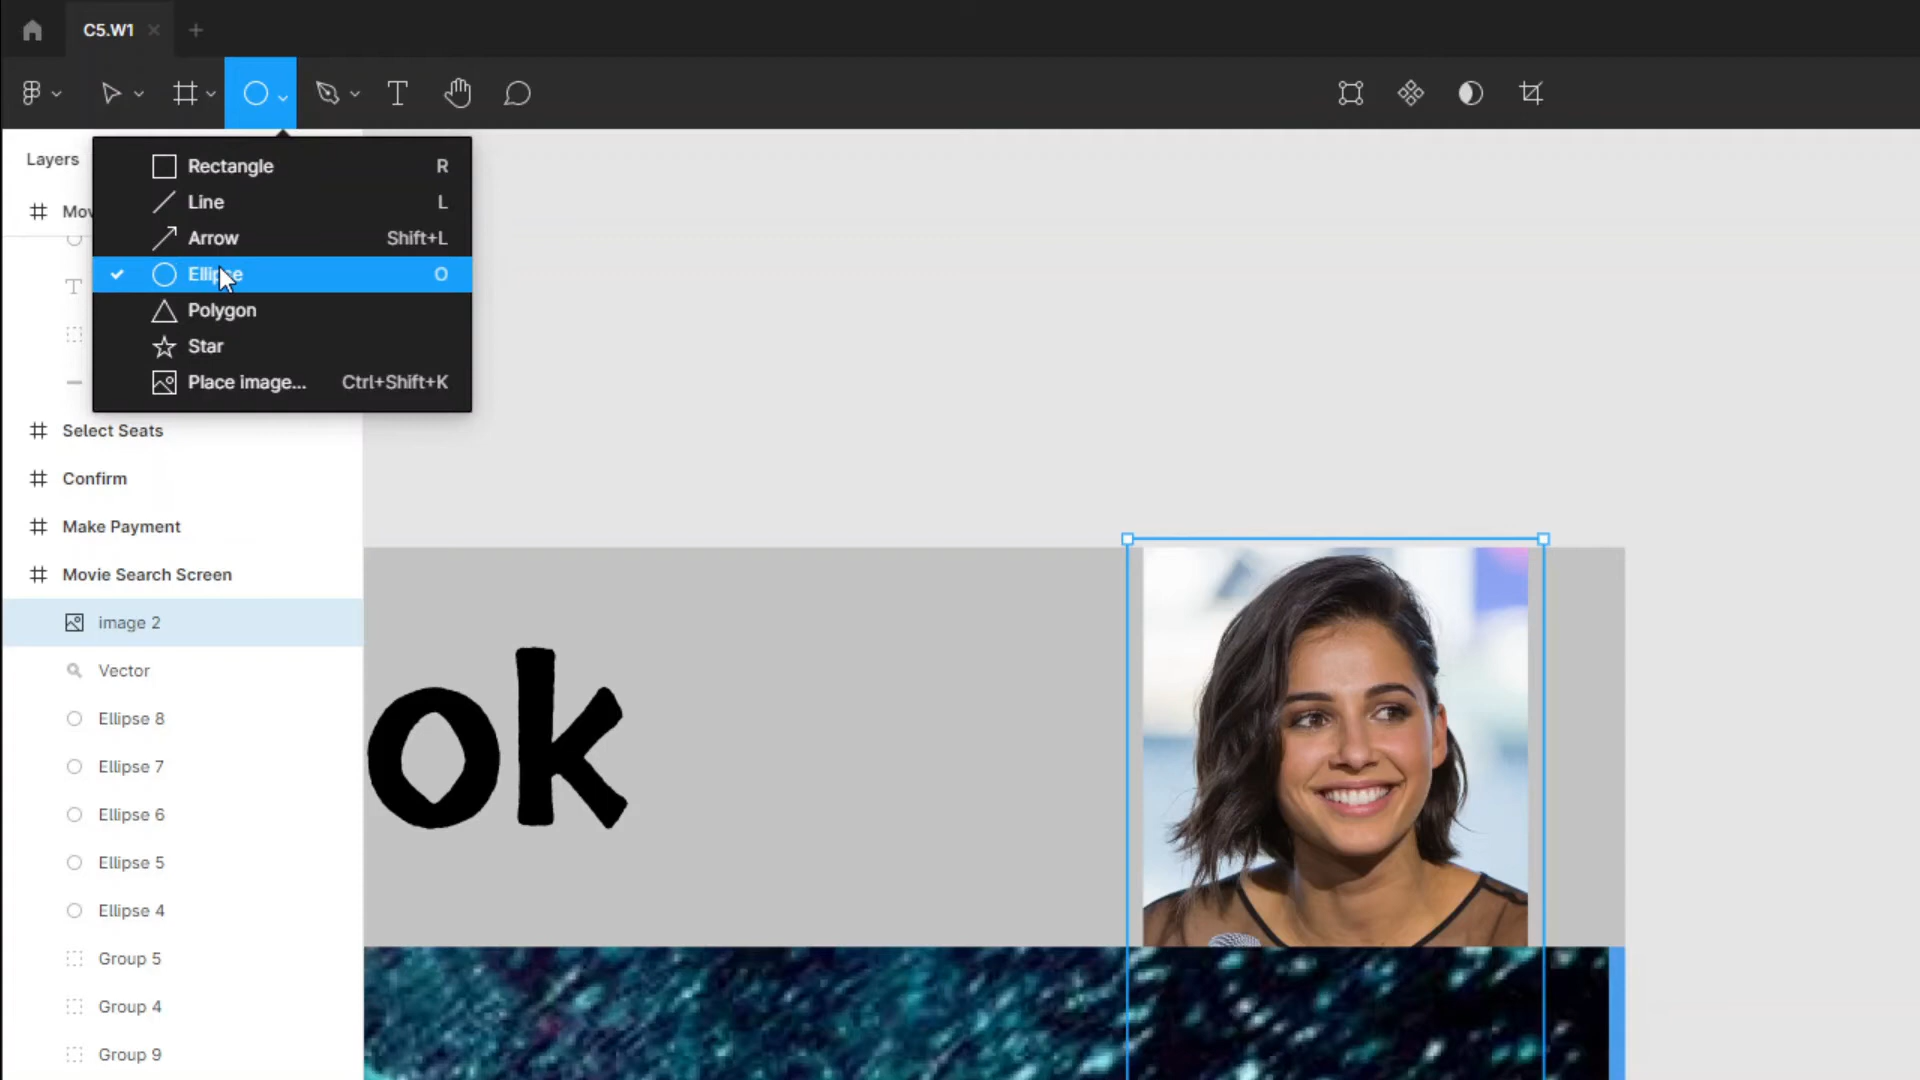 C5.W1
Layers
Rectangle R
Mov
Line L
Arrow Shift+L
Ellipse O
Polygon
Star
Place image... Ctrl+Shift+K
Select Seats
Confirm
Make Payment
Movie Search Screen
image 2
Vector
Ellipse 8
Ellipse 7
Ellipse 6
Ellipse 5
Ellipse 4
Group 5
Group 4
Group 9
ok